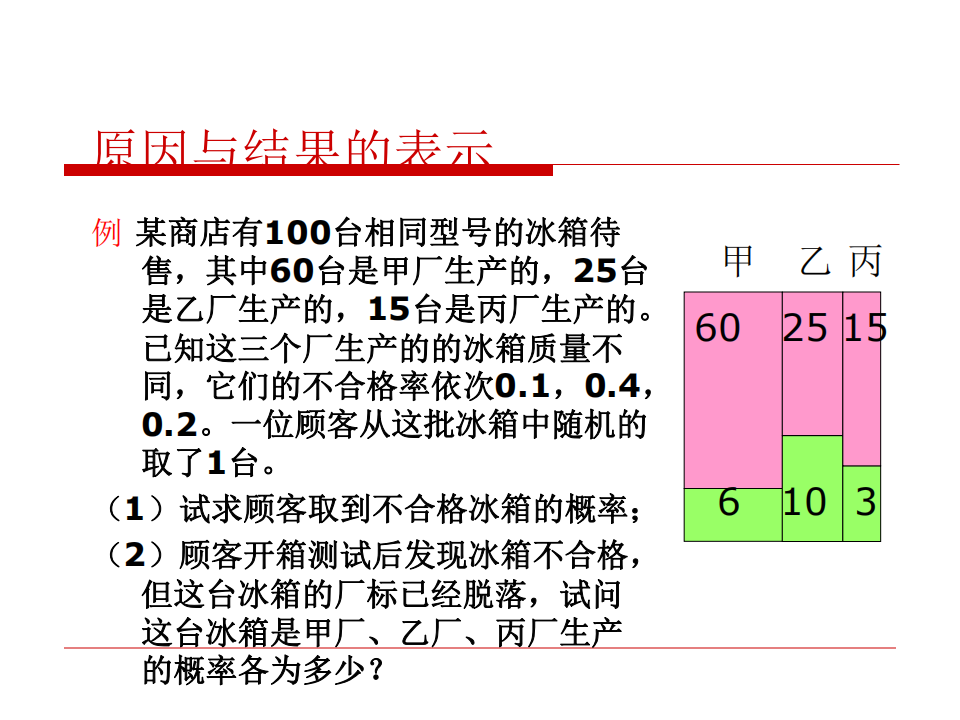 原因与结果的表示
例 某商店有100台相同型号的冰箱待
售，其中60台是甲厂生产的，25台
是乙厂生产的，15台是丙厂生产的。
已知这三个厂生产的的冰箱质量不
同，它们的不合格率依次0.1，0.4，
0.2。一位顾客从这批冰箱中随机的
取了1台。
（1）试求顾客取到不合格冰箱的概率；
（2）顾客开箱测试后发现冰箱不合格，
但这台冰箱的厂标已经脱落，试问
这台冰箱是甲厂、乙厂、丙厂生产
的概率各为多少？
甲 乙 丙
60 25 15
6 10 3